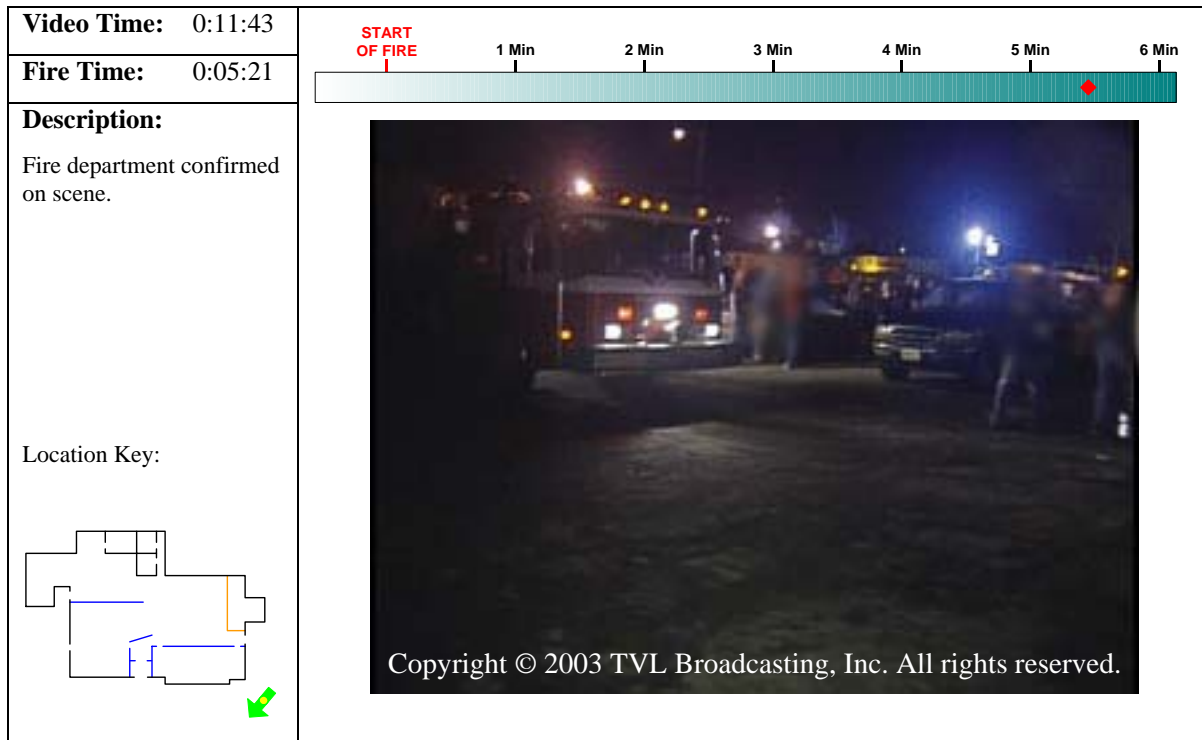 Video Time: 0:11:43
Fire Time: 0:05:21
Description:
Fire department confirmed
on scene.
Location Key:
START
OF FIRE
1 Min 2 Min 3 Min 4 Min 5 Min 6 Min
Copyright © 2003 TVL Broadcasting, Inc. All rights reserved.